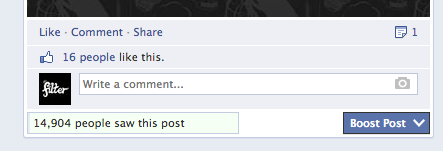 Like · Comment · Share 1
16 people like this.
filter Write a comment...
14,904 people saw this post Boost Post